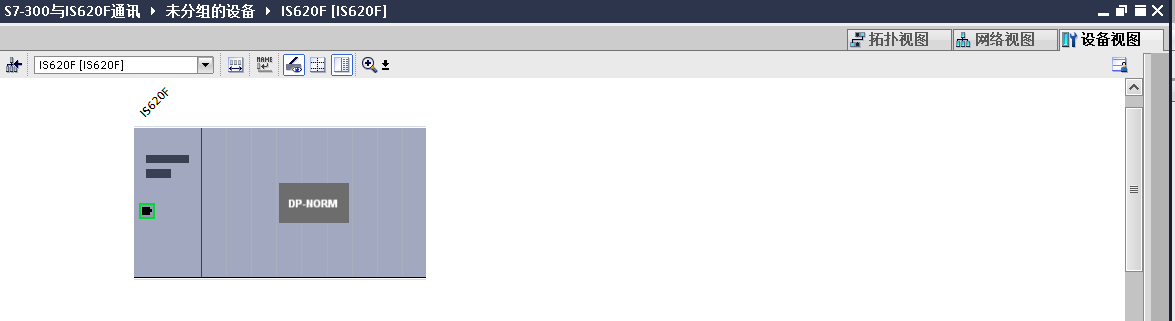 S7-300与IS620F通讯 ▸ 未分组的设备 ▸ IS620F [IS620F]
拓扑视图 网络视图 设备视图
IS620F [IS620F] NAME
IS620F
DP-NORM